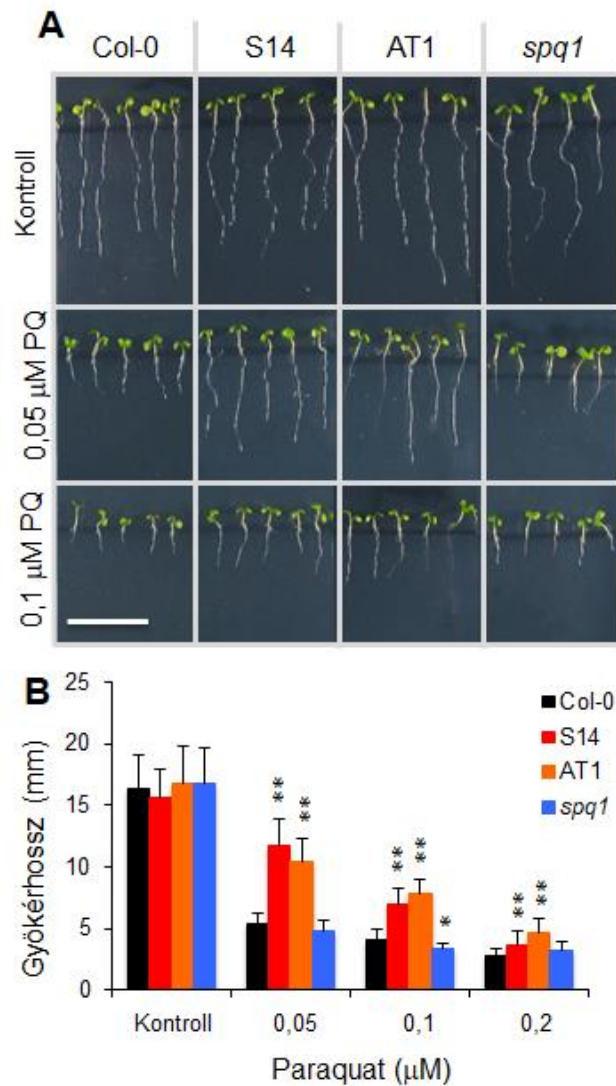 A
Col-0
S14
AT1
spq1
Kontroll
0,05 μM PQ
0,1 μM PQ
B
25
20
15
10
5
0
Gyökérhossz (mm)
Col-0
S14
AT1
spq1
**
**
**
**
*
**
**
Kontroll
0,05
0,1
0,2
Paraquat (μM)